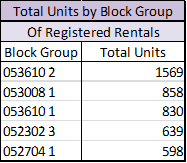 Total Units by Block Group
Of Registered Rentals
Block Group Total Units
053610 2 1569
053008 1 858
053610 1 830
052302 3 639
052704 1 598